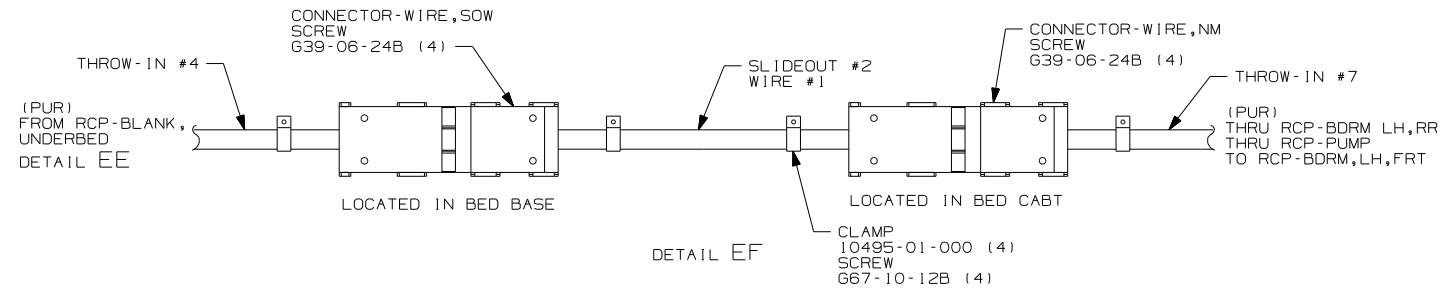 CONNECTOR-WIRE,SOW
SCREW
G39-06-24B (4)
THROW-IN #4
(PUR)
FROM RCP-BLANK,
UNDERBED
DETAIL EE
LOCATED IN BED BASE
SLIDEOUT #2
WIRE #1
CONNECTOR-WIRE,NM
SCREW
G39-06-24B (4)
THROW-IN #7
(PUR)
THRU RCP-BDRM LH,RR
THRU RCP-PUMP
TO RCP-BDRM,LH,FRT
LOCATED IN BED CABT
CLAMP
10495-01-000 (4)
SCREW
G67-10-12B (4)
DETAIL EF